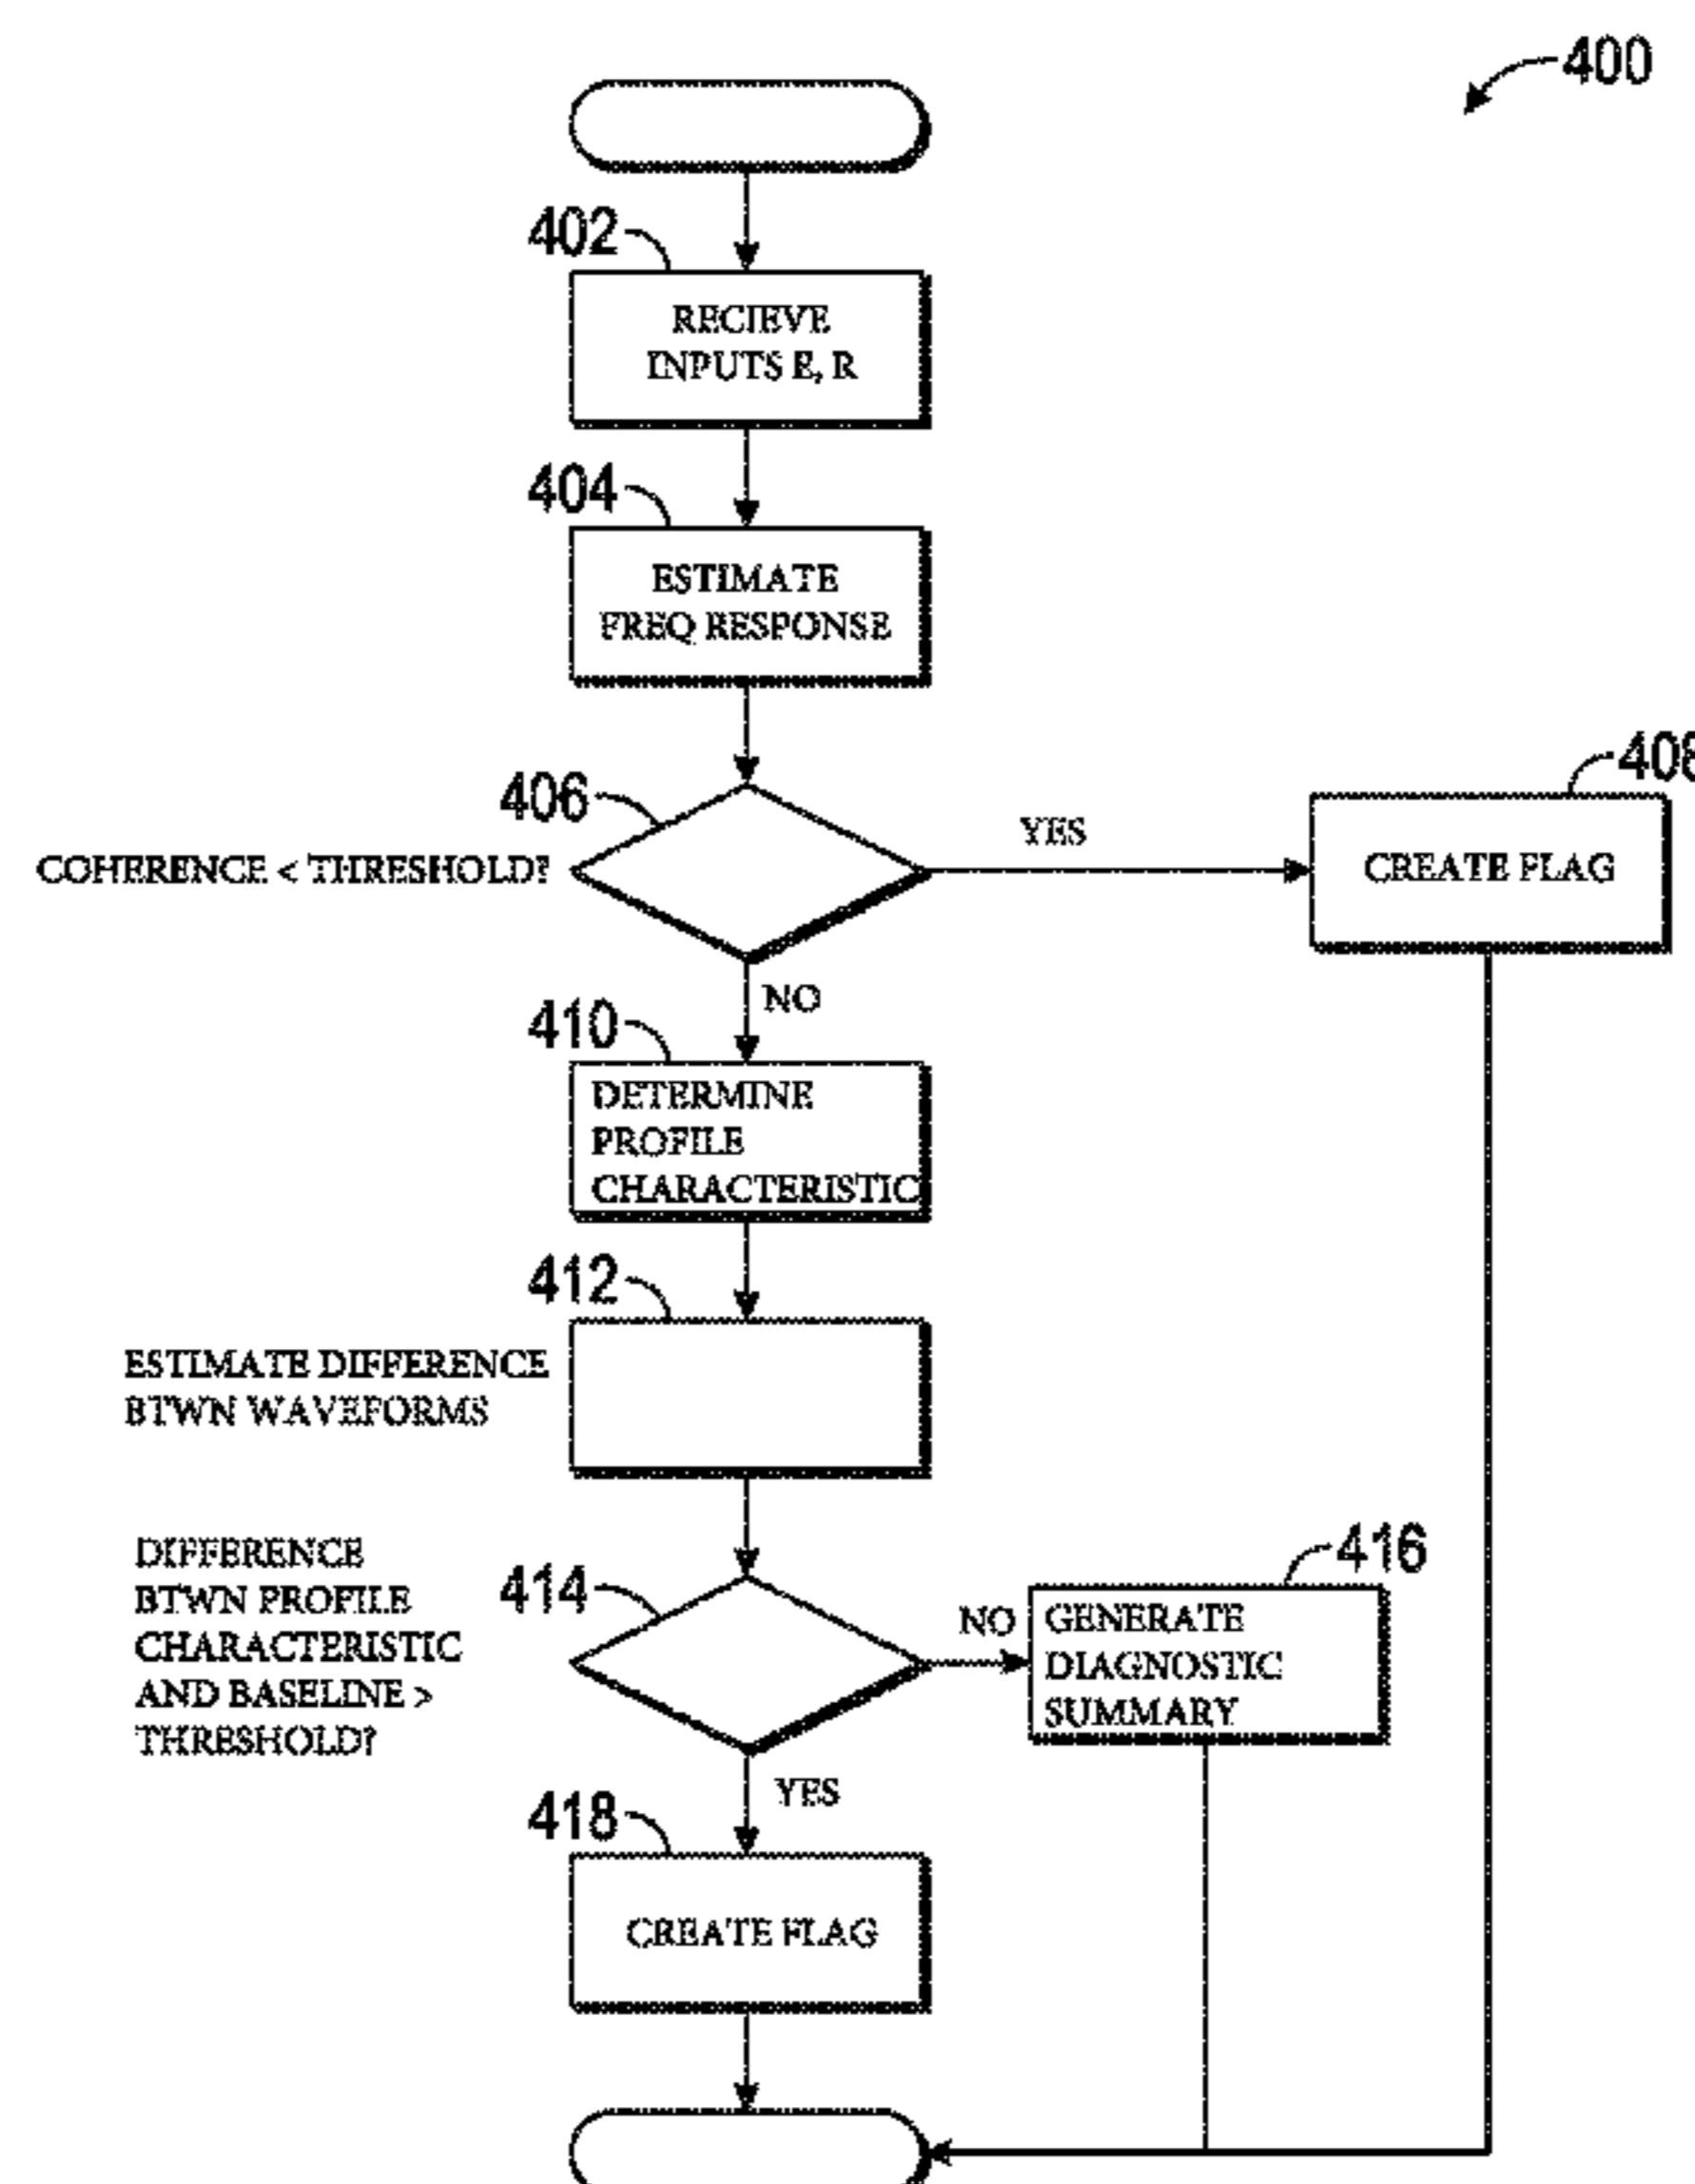 400
402
RECIEVE
INPUTS E, R
404
ESTIMATE
FREQ RESPONSE
406
COHERENCE < THRESHOLD?
YES
408
CREATE FLAG
NO
410
DETERMINE
PROFILE
CHARACTERISTIC
412
ESTIMATE DIFFERENCE
BTWN WAVEFORMS
DIFFERENCE
BTWN PROFILE
CHARACTERISTIC
AND BASELINE >
THRESHOLD?
414
NO
416
GENERATE
DIAGNOSTIC
SUMMARY
YES
418
CREATE FLAG